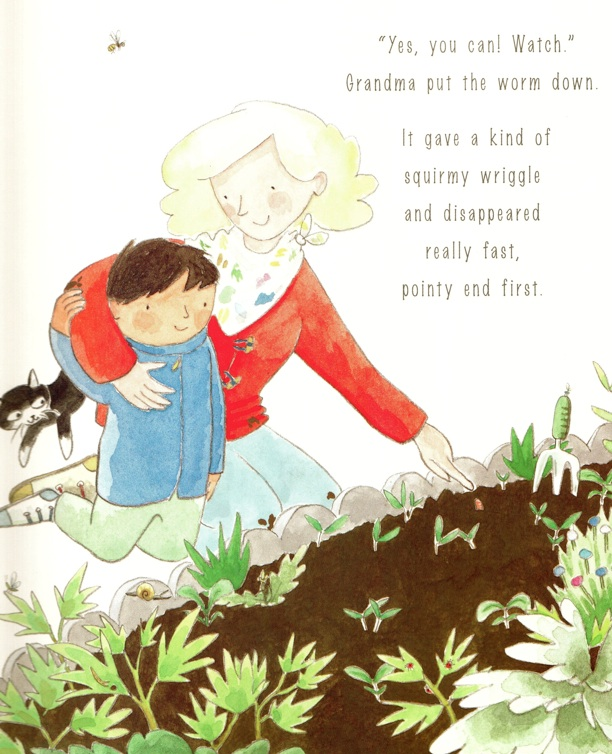 “Yes, you can! Watch.”
Grandma put the worm down.
It gave a kind of
squirmy wriggle
and disappeared
really fast,
pointy end first.